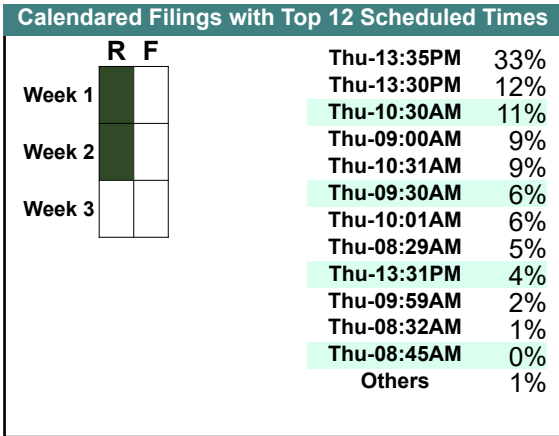 Calendared Filings with Top 12 Scheduled Times
R F
Week 1
Week 2
Week 3
Thu-13:35PM 33%
Thu-13:30PM 12%
Thu-10:30AM 11%
Thu-09:00AM 9%
Thu-10:31AM 9%
Thu-09:30AM 6%
Thu-10:01AM 6%
Thu-08:29AM 5%
Thu-13:31PM 4%
Thu-09:59AM 2%
Thu-08:32AM 1%
Thu-08:45AM 0%
Others 1%